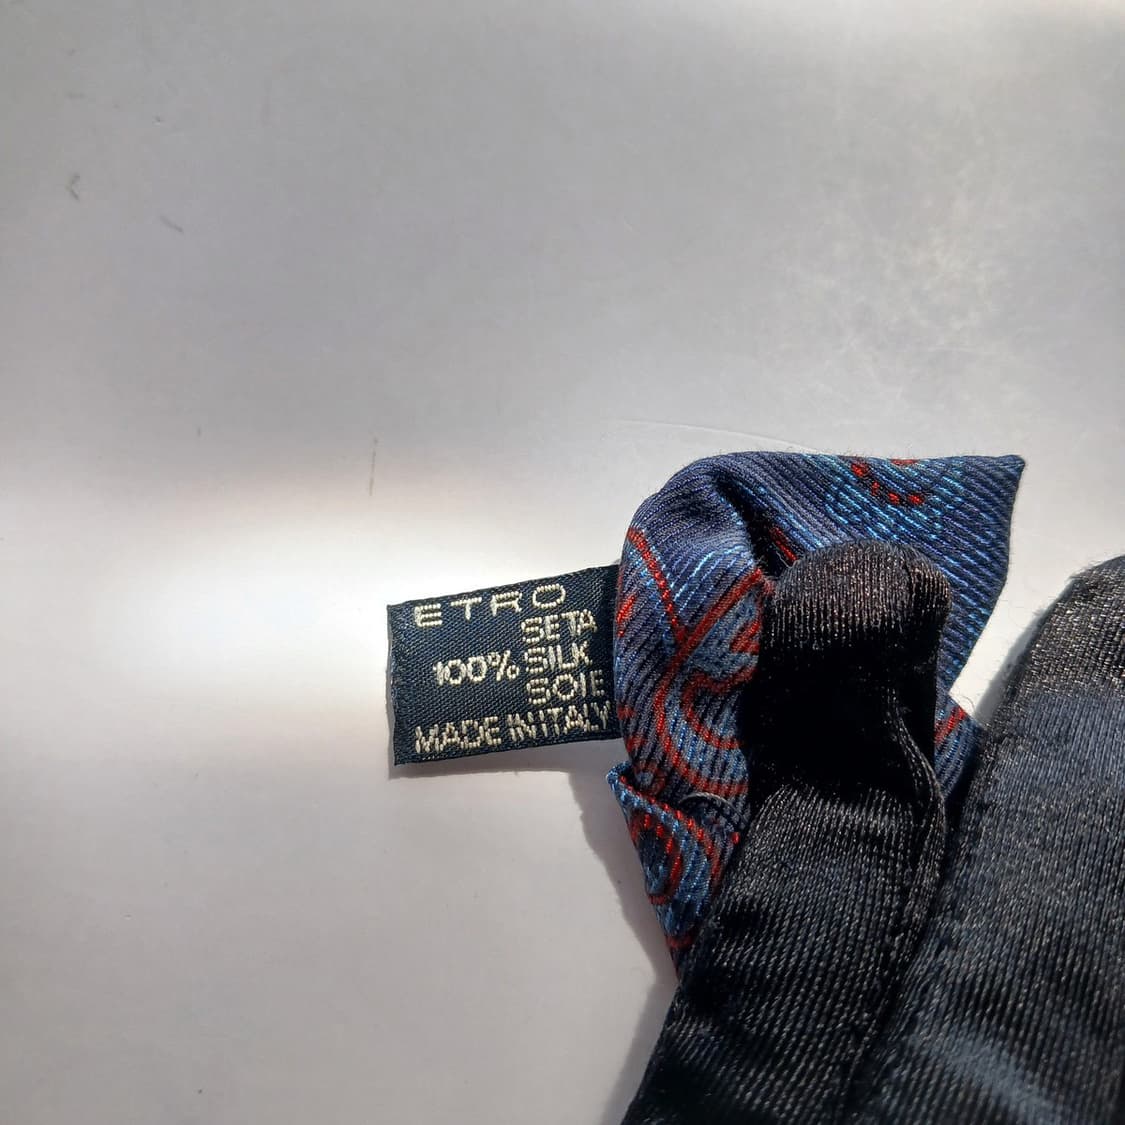 ETRO
SETA
100% SILK
SOIE
MADE IN ITALY